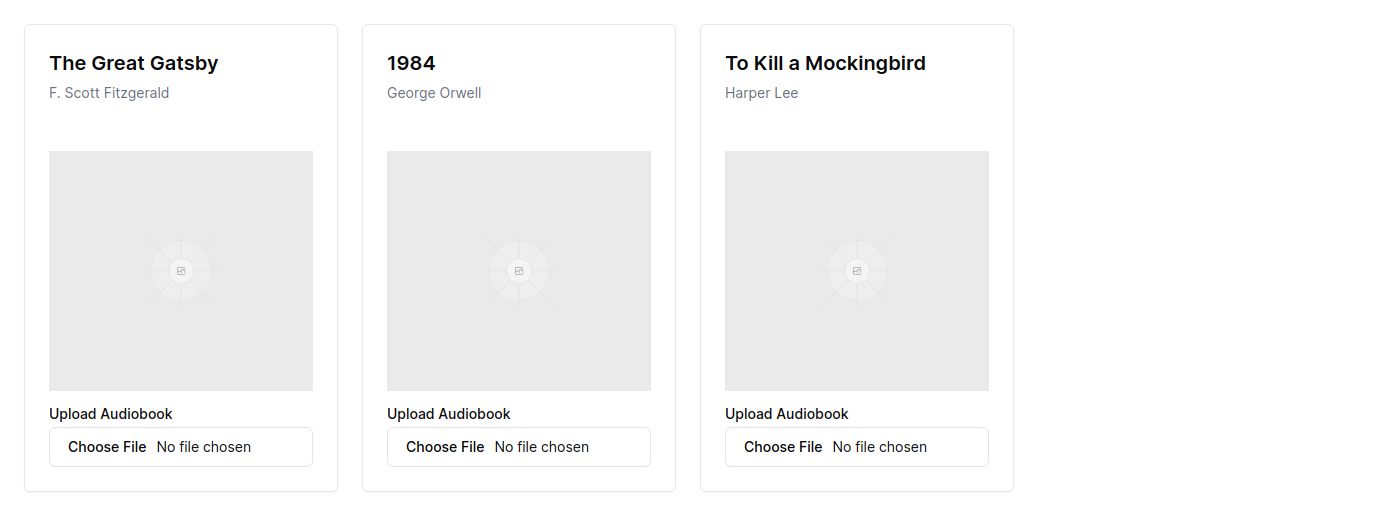 The Great Gatsby
F. Scott Fitzgerald
Upload Audiobook
Choose File No file chosen
1984
George Orwell
Upload Audiobook
Choose File No file chosen
To Kill a Mockingbird
Harper Lee
Upload Audiobook
Choose File No file chosen